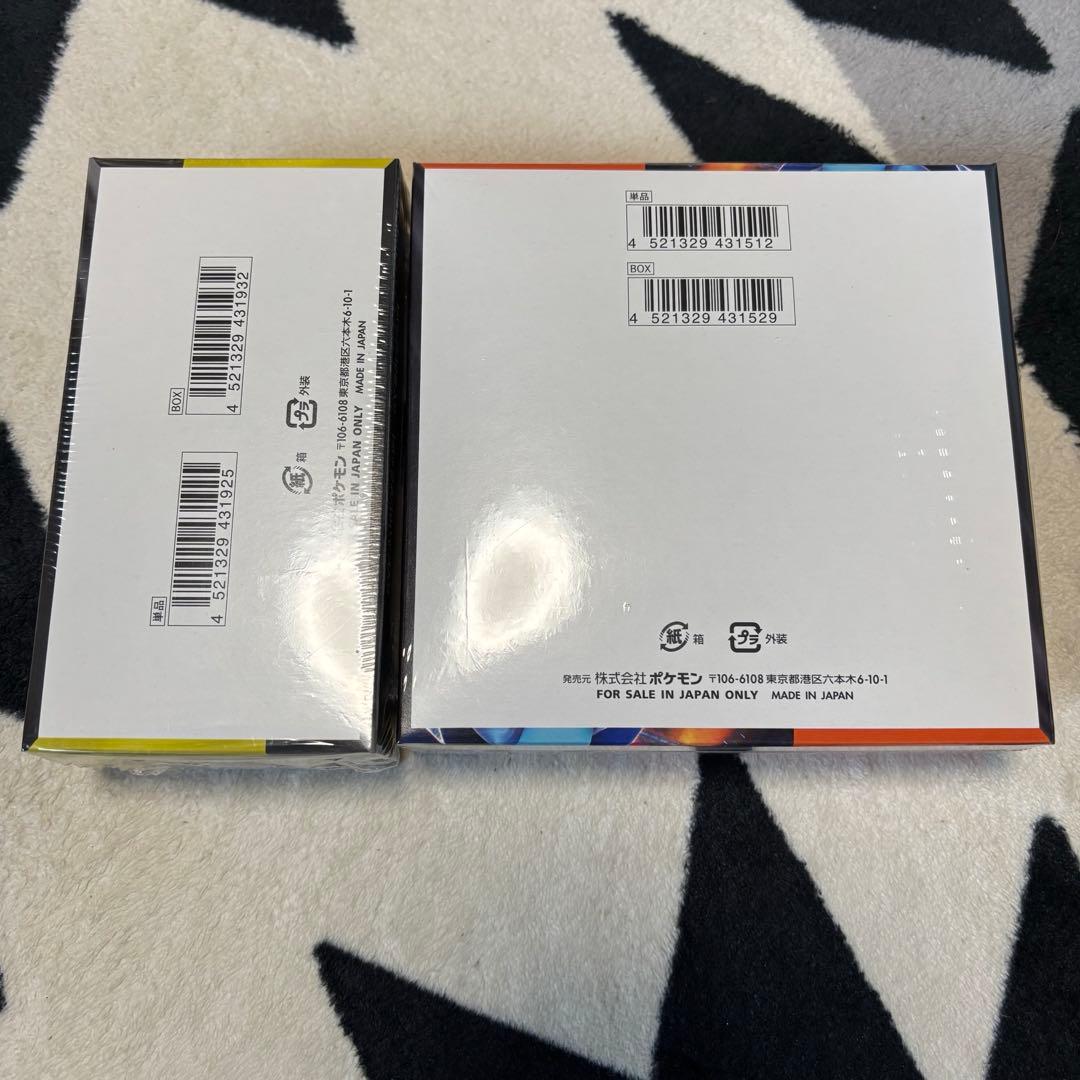 BOX
4 521329 431932
単品
4 521329 431925
プラ 外装
紙 箱
ポケモン 〒106-6108 東京都港区六本木6-10-1
IN JAPAN ONLY MADE IN JAPAN
単品
4 521329 431512
BOX
4 521329 431529
紙 箱 プラ 外装
発売元 株式会社 ポケモン 〒106-6108 東京都港区六本木6-10-1
FOR SALE IN JAPAN ONLY MADE IN JAPAN